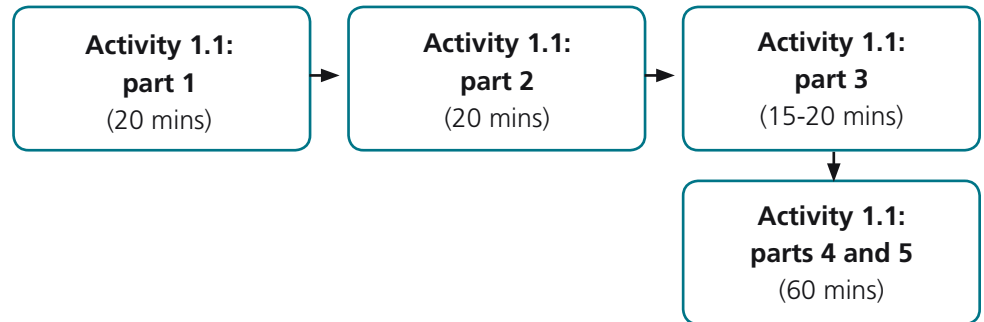 Activity 1.1:
part 1
(20 mins)
Activity 1.1:
part 2
(20 mins)
Activity 1.1:
part 3
(15-20 mins)
Activity 1.1:
parts 4 and 5
(60 mins)